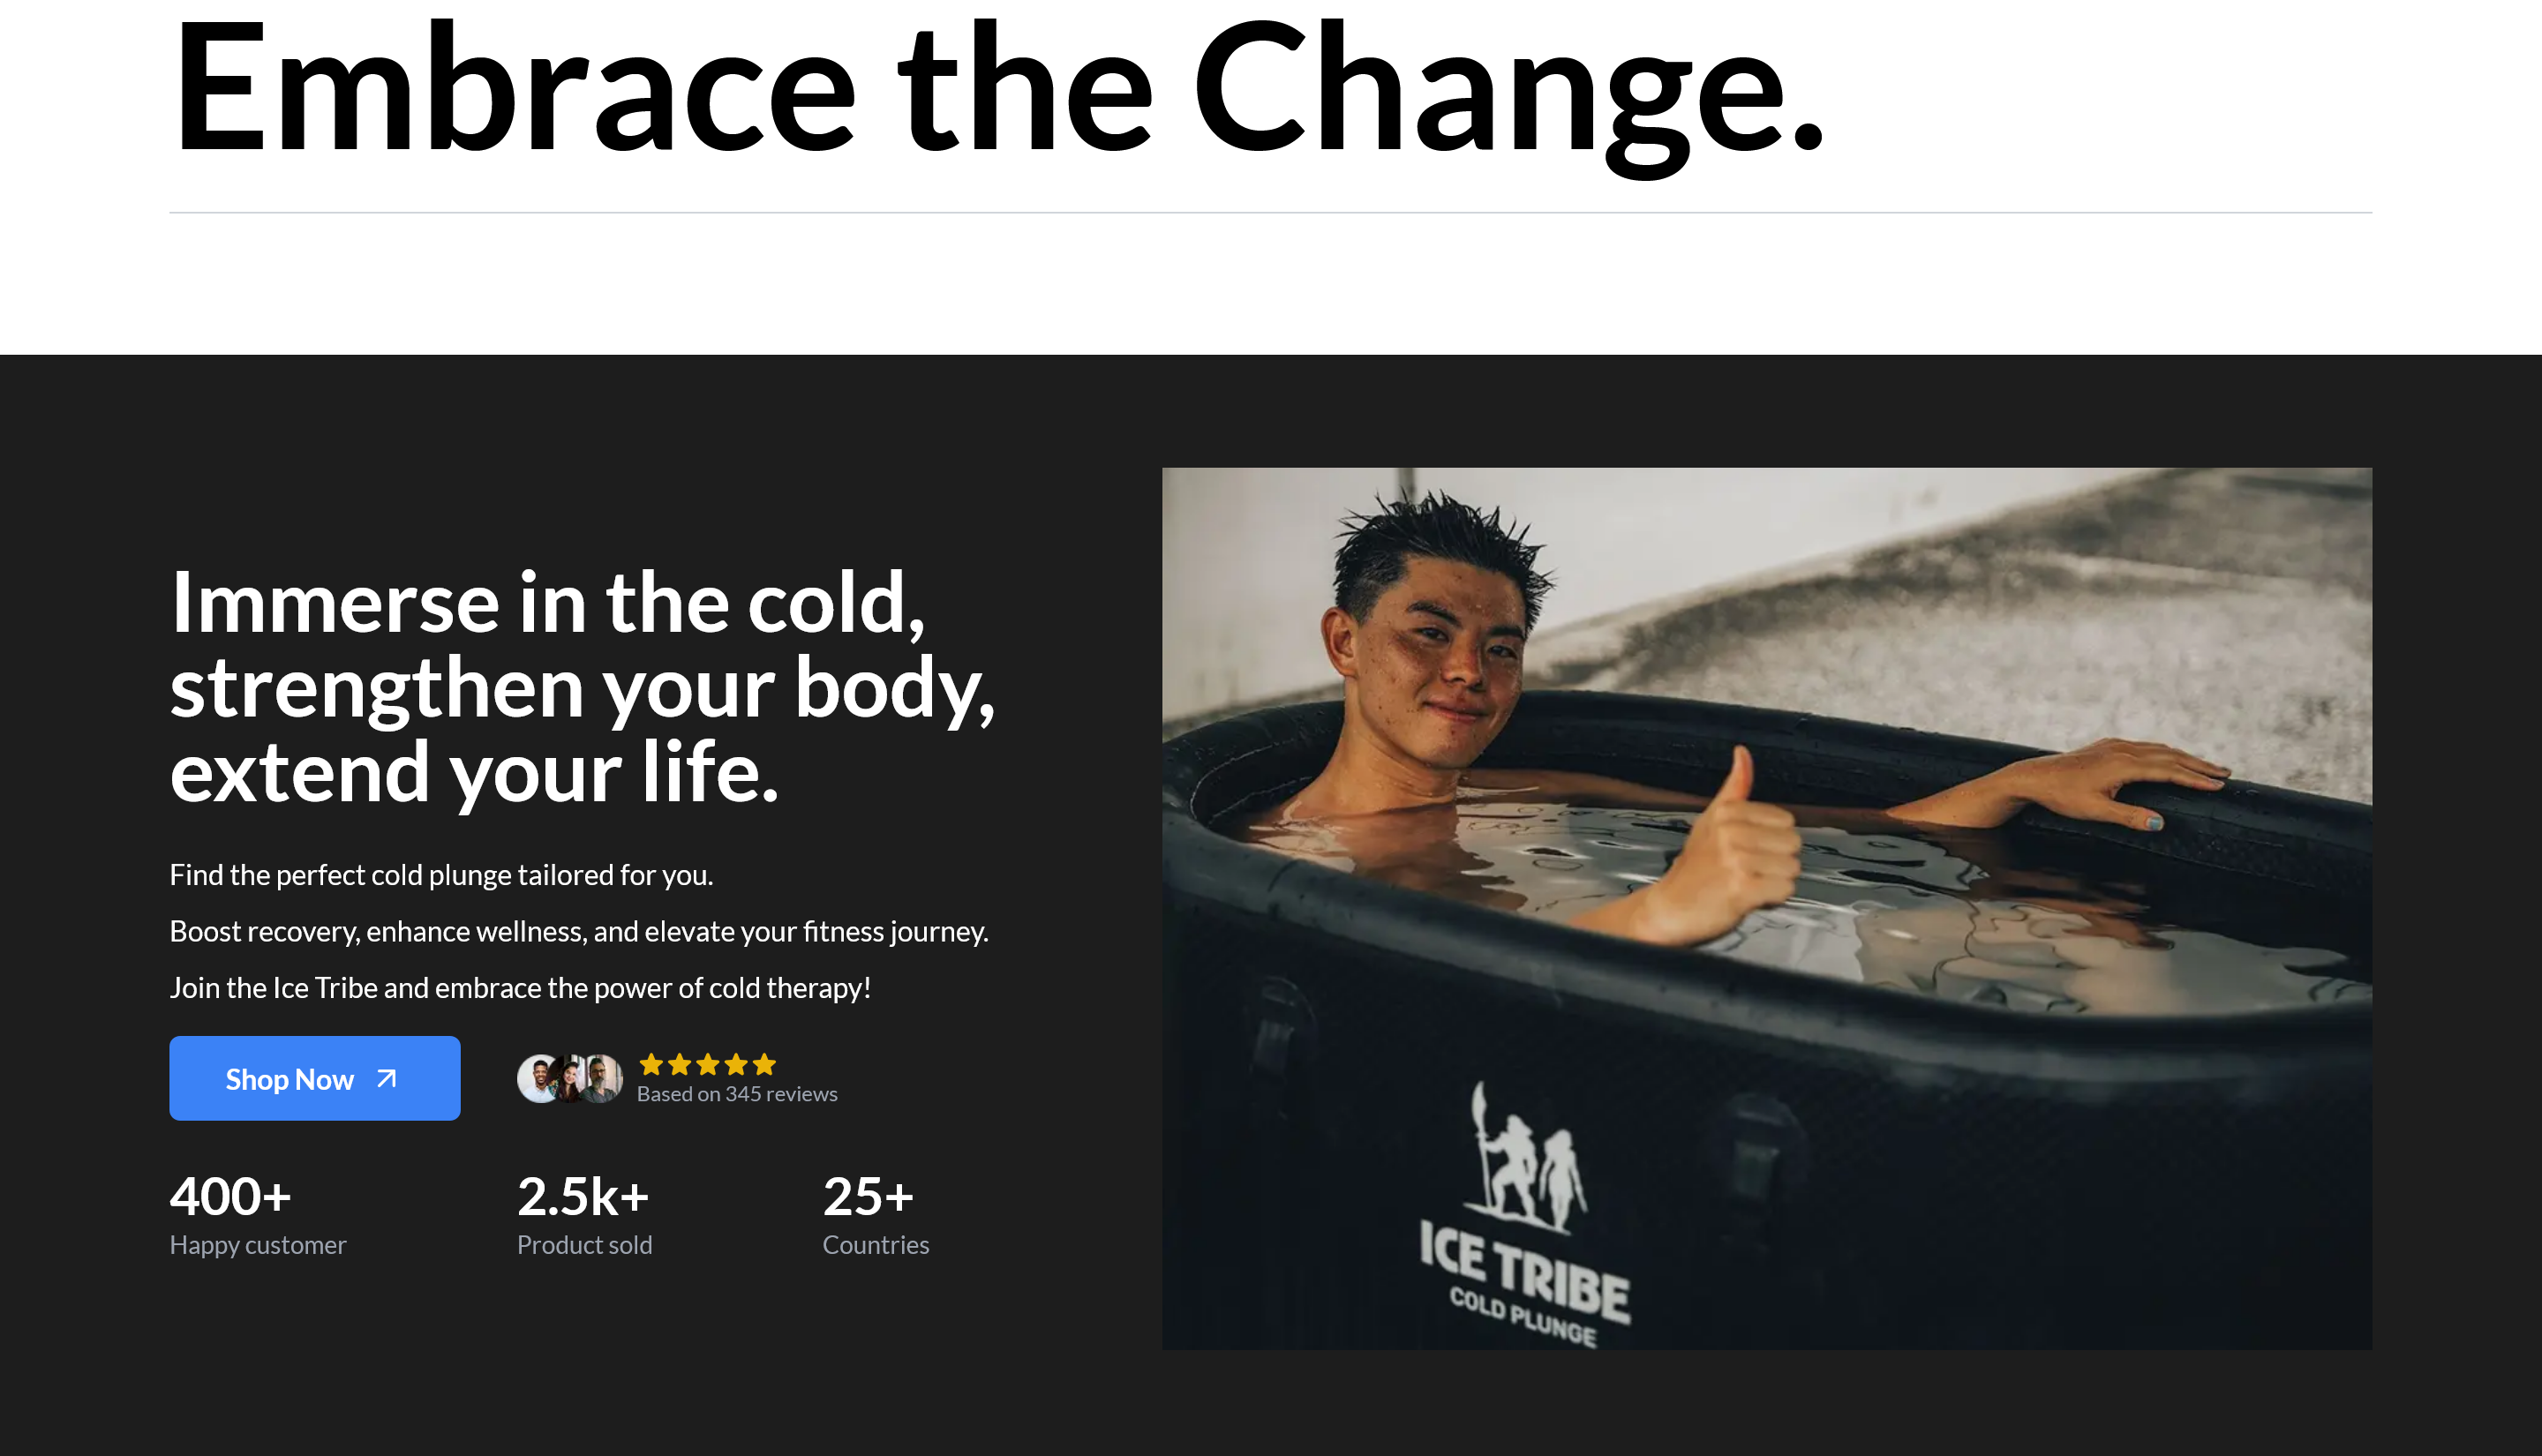 Embrace the Change.
Immerse in the cold,
strengthen your body,
extend your life.
Find the perfect cold plunge tailored for you.
Boost recovery, enhance wellness, and elevate your fitness journey.
Join the Ice Tribe and embrace the power of cold therapy!
Shop Now
Based on 345 reviews
400+
Happy customer
2.5k+
Product sold
25+
Countries
ICE TRIBE
COLD PLUNGE